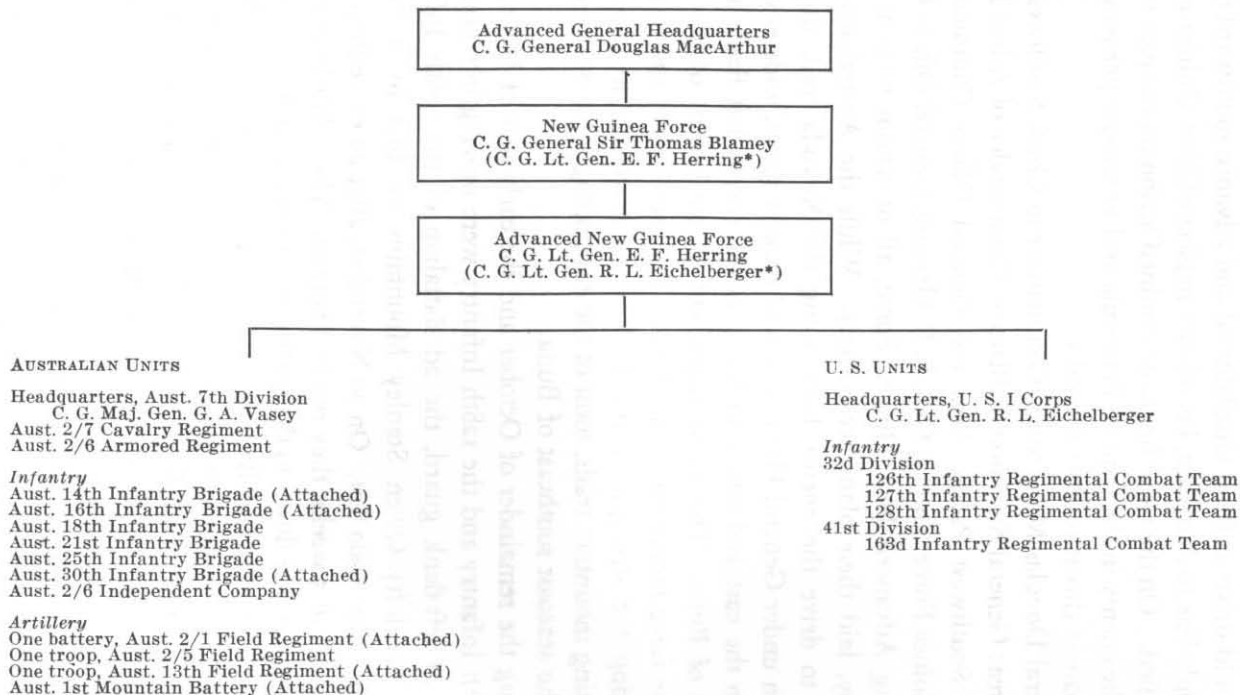 Advanced General Headquarters
C. G. General Douglas MacArthur
New Guinea Force
C. G. General Sir Thomas Blamey
(C. G. Lt. Gen. E. F. Herring*)
Advanced New Guinea Force
C. G. Lt. Gen. E. F. Herring
(C. G. Lt. Gen. R. L. Eichelberger*)
AUSTRALIAN UNITS
Headquarters, Aust. 7th Division
C. G. Maj. Gen. G. A. Vasey
Aust. 2/7 Cavalry Regiment
Aust. 2/6 Armored Regiment
Infantry
Aust. 14th Infantry Brigade (Attached)
Aust. 16th Infantry Brigade (Attached)
Aust. 18th Infantry Brigade
Aust. 21st Infantry Brigade
Aust. 25th Infantry Brigade
Aust. 30th Infantry Brigade (Attached)
Aust. 2/6 Independent Company
Artillery
One battery, Aust. 2/1 Field Regiment (Attached)
One troop, Aust. 2/5 Field Regiment
One troop, Aust. 13th Field Regiment (Attached)
Aust. 1st Mountain Battery (Attached)
U. S. UNITS
Headquarters, U. S. I Corps
C. G. Lt. Gen. R. L. Eichelberger
Infantry
32d Division
126th Infantry Regimental Combat Team
127th Infantry Regimental Combat Team
128th Infantry Regimental Combat Team
41st Division
163d Infantry Regimental Combat Team